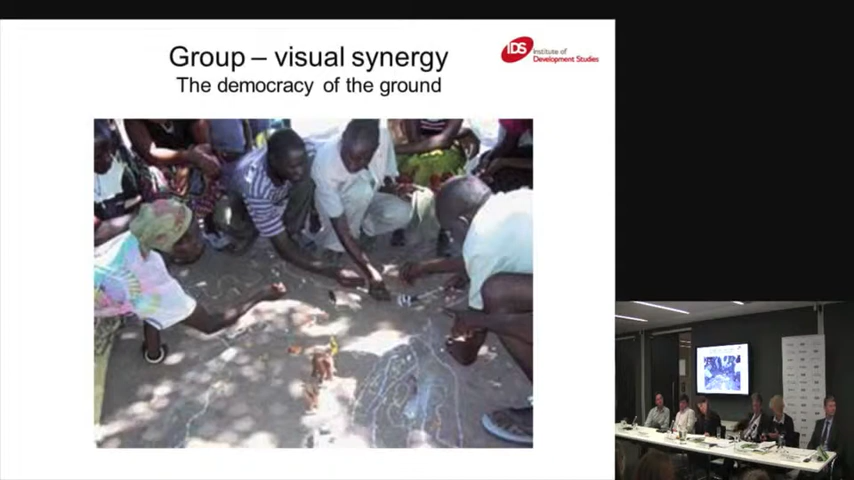 Group – visual synergy
The democracy of the ground
IDS
Institute of
Development Studies